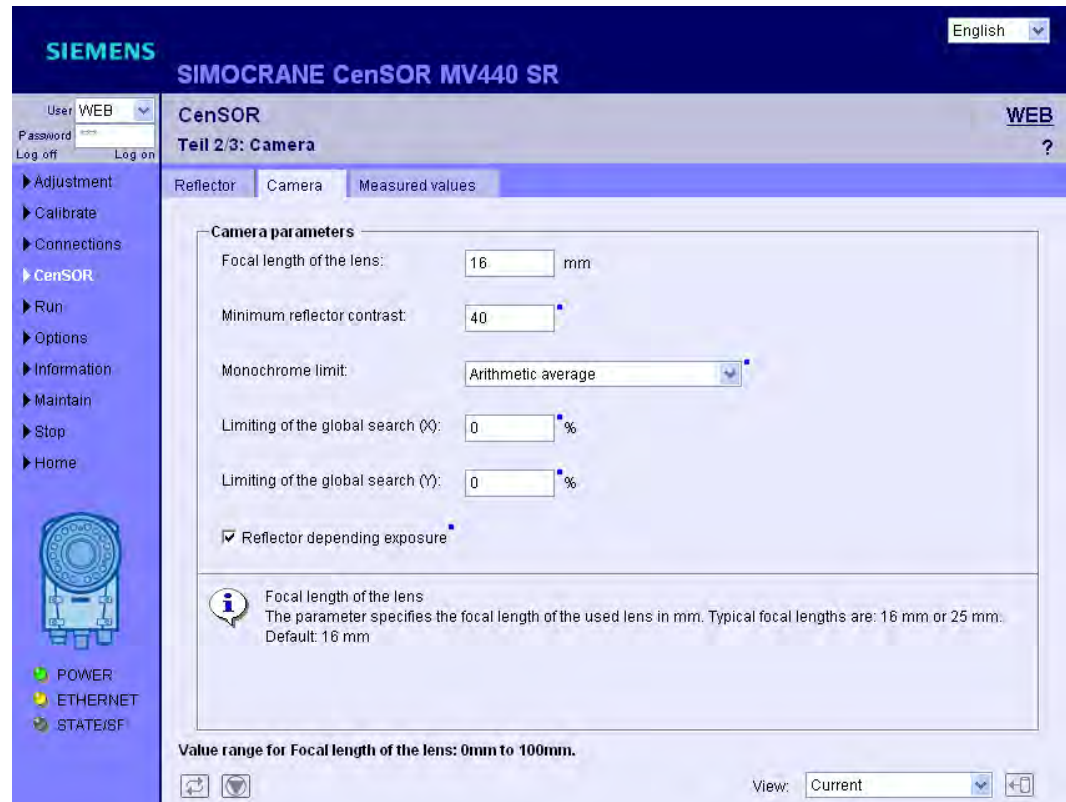 English
SIEMENS
SIMOCRANE CenSOR MV440 SR
User WEB
Password ***
Log off Log on
CenSOR
WEB
Teil 2/3: Camera
?
Adjustment
Calibrate
Connections
CenSOR
Run
Options
Information
Maintain
Stop
Home
POWER
ETHERNET
STATE/SF
Reflector Camera Measured values
Camera parameters
Focal length of the lens: 16 mm
Minimum reflector contrast: 40
Monochrome limit: Arithmetic average
Limiting of the global search (X): 0 %
Limiting of the global search (Y): 0 %
Reflector depending exposure
Focal length of the lens
The parameter specifies the focal length of the used lens in mm. Typical focal lengths are: 16 mm or 25 mm.
Default: 16 mm
Value range for Focal length of the lens: 0mm to 100mm.
View: Current